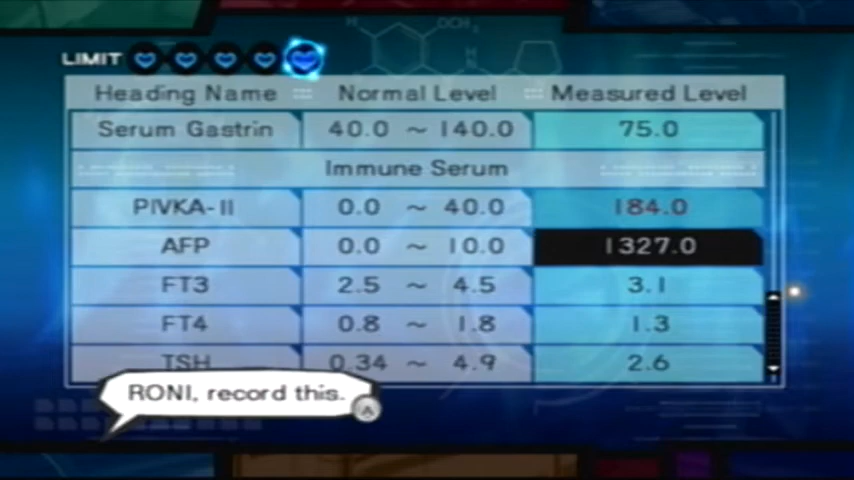 H
OCH3
H
N
LIMIT
Heading Name Normal Level Measured Level
Serum Gastrin 40.0 ~ 140.0 75.0
Immune Serum
PIVKA-II 0.0 ~ 40.0 184.0
AFP 0.0 ~ 10.0 1327.0
FT3 2.5 ~ 4.5 3.1
FT4 0.8 ~ 1.8 1.3
TSH 0.34 ~ 4.9 2.6
RONI, record this.
A